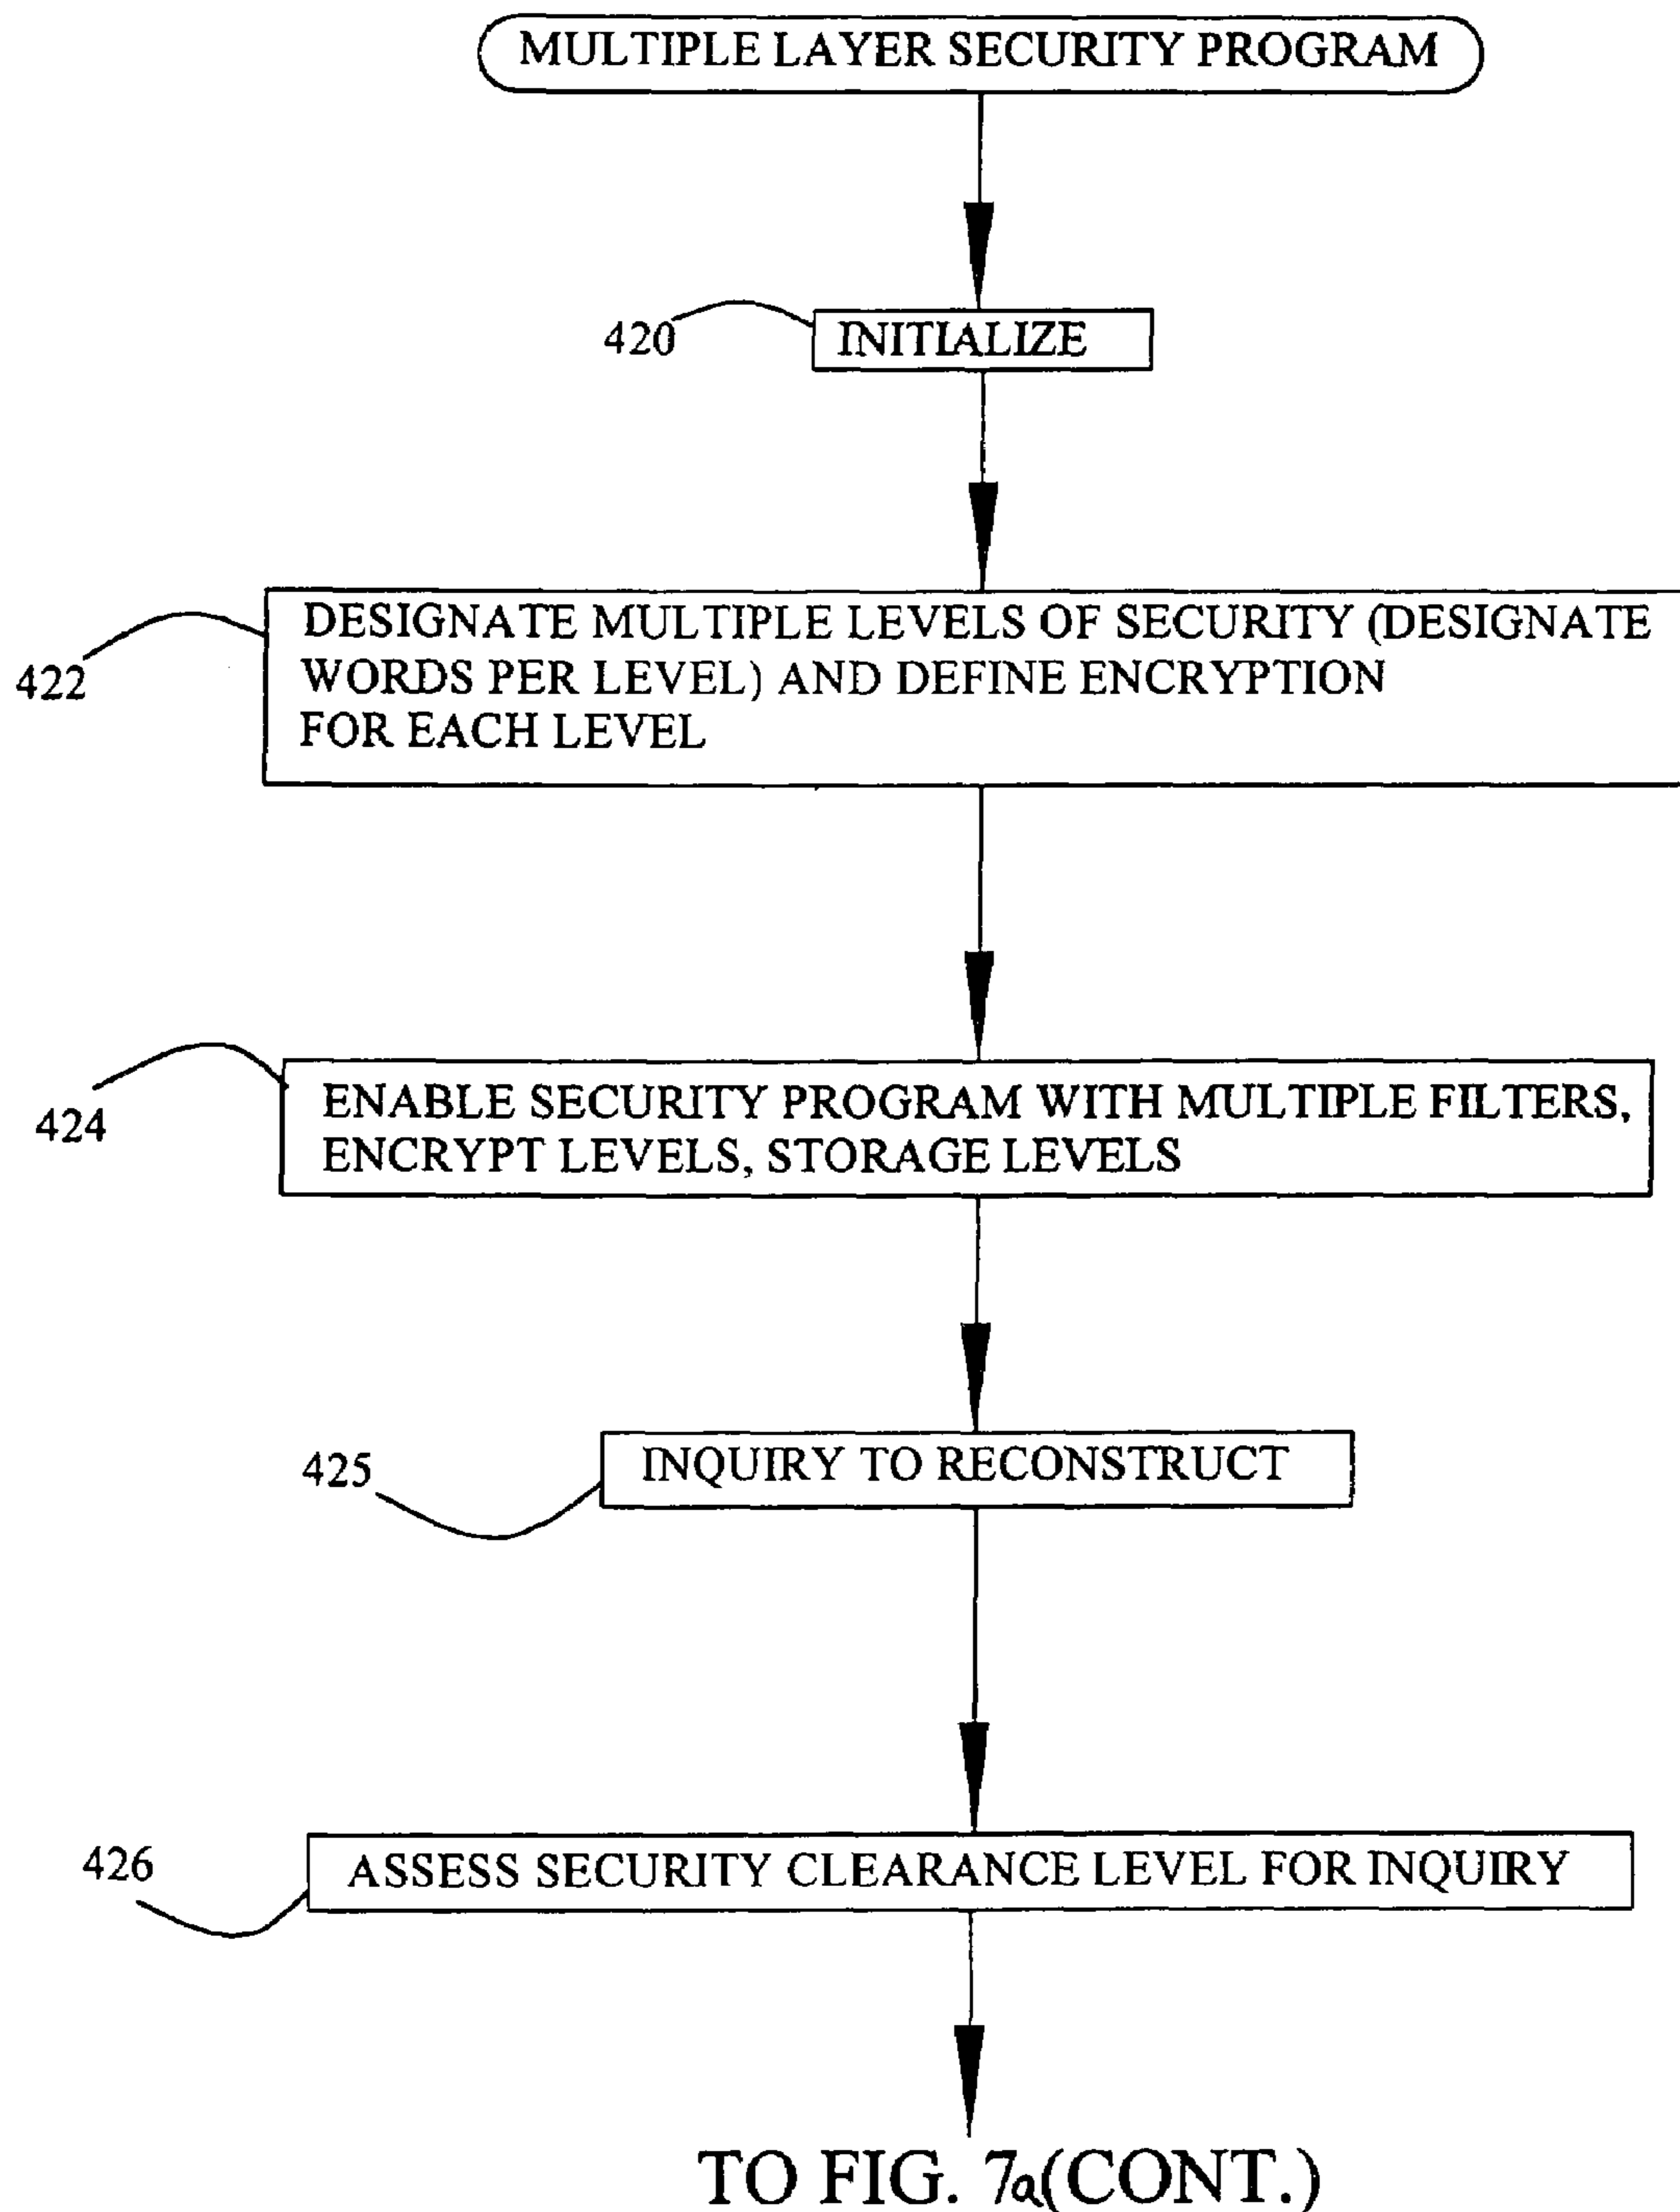 MULTIPLE LAYER SECURITY PROGRAM
420
INITIALIZE
422
DESIGNATE MULTIPLE LEVELS OF SECURITY (DESIGNATE
WORDS PER LEVEL) AND DEFINE ENCRYPTION
FOR EACH LEVEL
424
ENABLE SECURITY PROGRAM WITH MULTIPLE FILTERS,
ENCRYPT LEVELS, STORAGE LEVELS
425
INQUIRY TO RECONSTRUCT
426
ASSESS SECURITY CLEARANCE LEVEL FOR INQUIRY
TO FIG. 7a(CONT.)